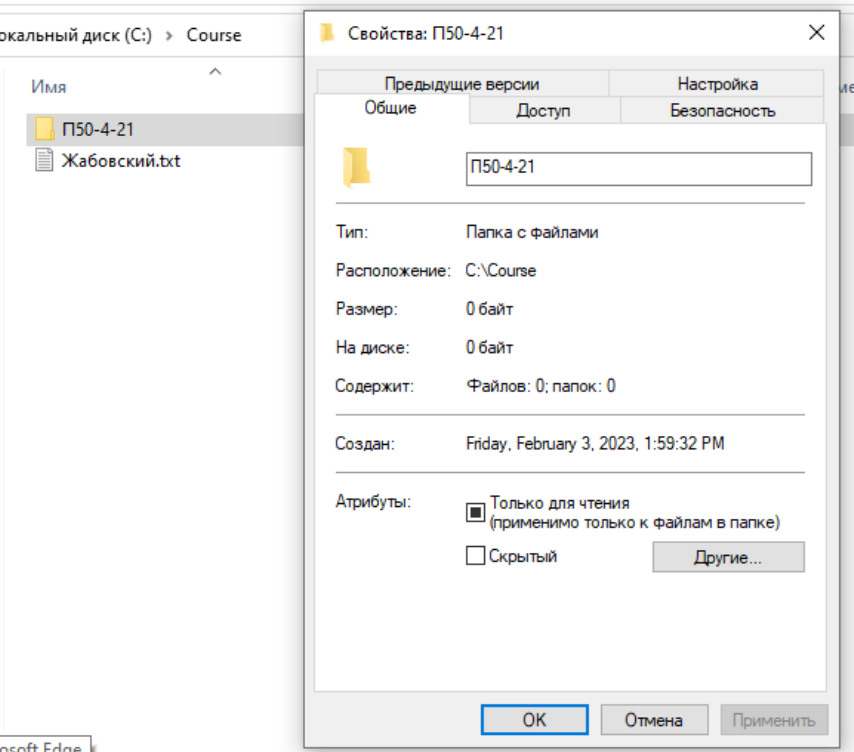 окальный диск (C:) › Course
Имя
П50-4-21
Жабовский.txt
Свойства: П50-4-21
Предыдущие версии
Настройка
Общие
Доступ
Безопасность
П50-4-21
Тип: Папка с файлами
Расположение: C:\Course
Размер: 0 байт
На диске: 0 байт
Содержит: Файлов: 0; папок: 0
Создан: Friday, February 3, 2023, 1:59:32 PM
Атрибуты:
Только для чтения
(применимо только к файлам в папке)
Скрытый
Другие...
OK
Отмена
Применить
osoft Edge